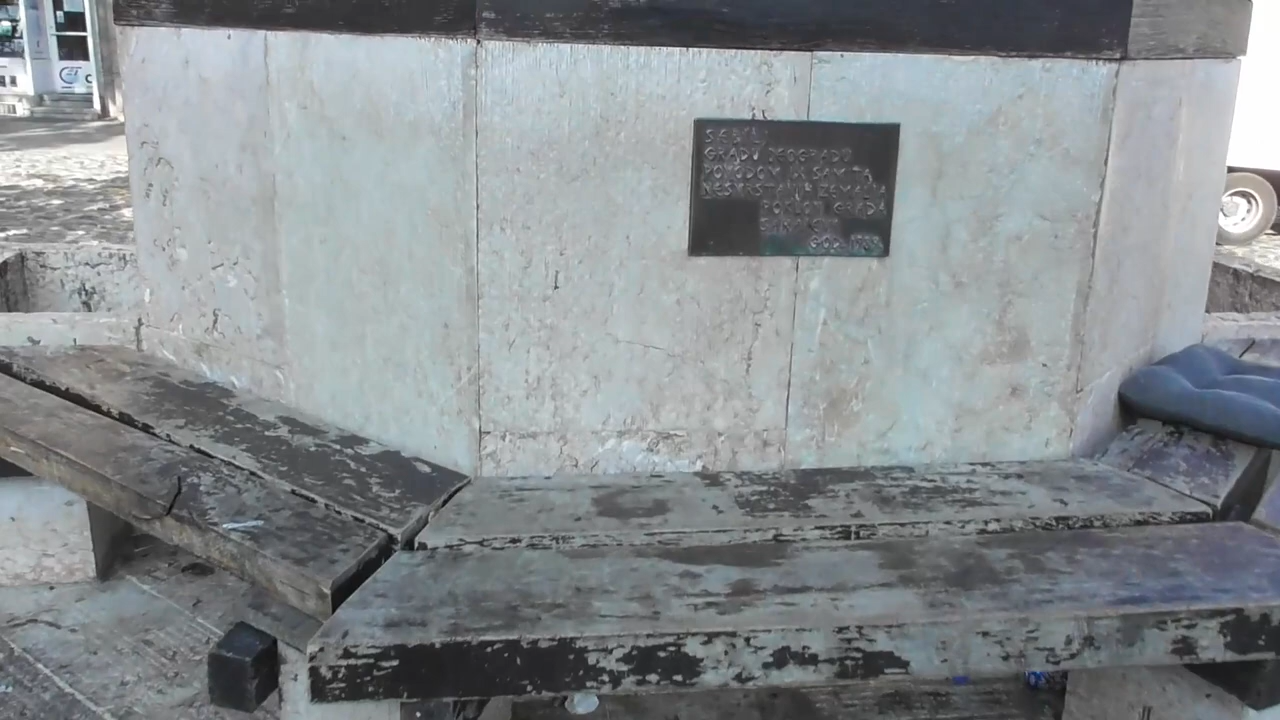 SEBILJ
GRADU BEOGRADU
POVODOM IX SAMITA
NESVRSTANIH ZEMALJA
POKLON GRADA
SARAJEVA
GOD. 1989.